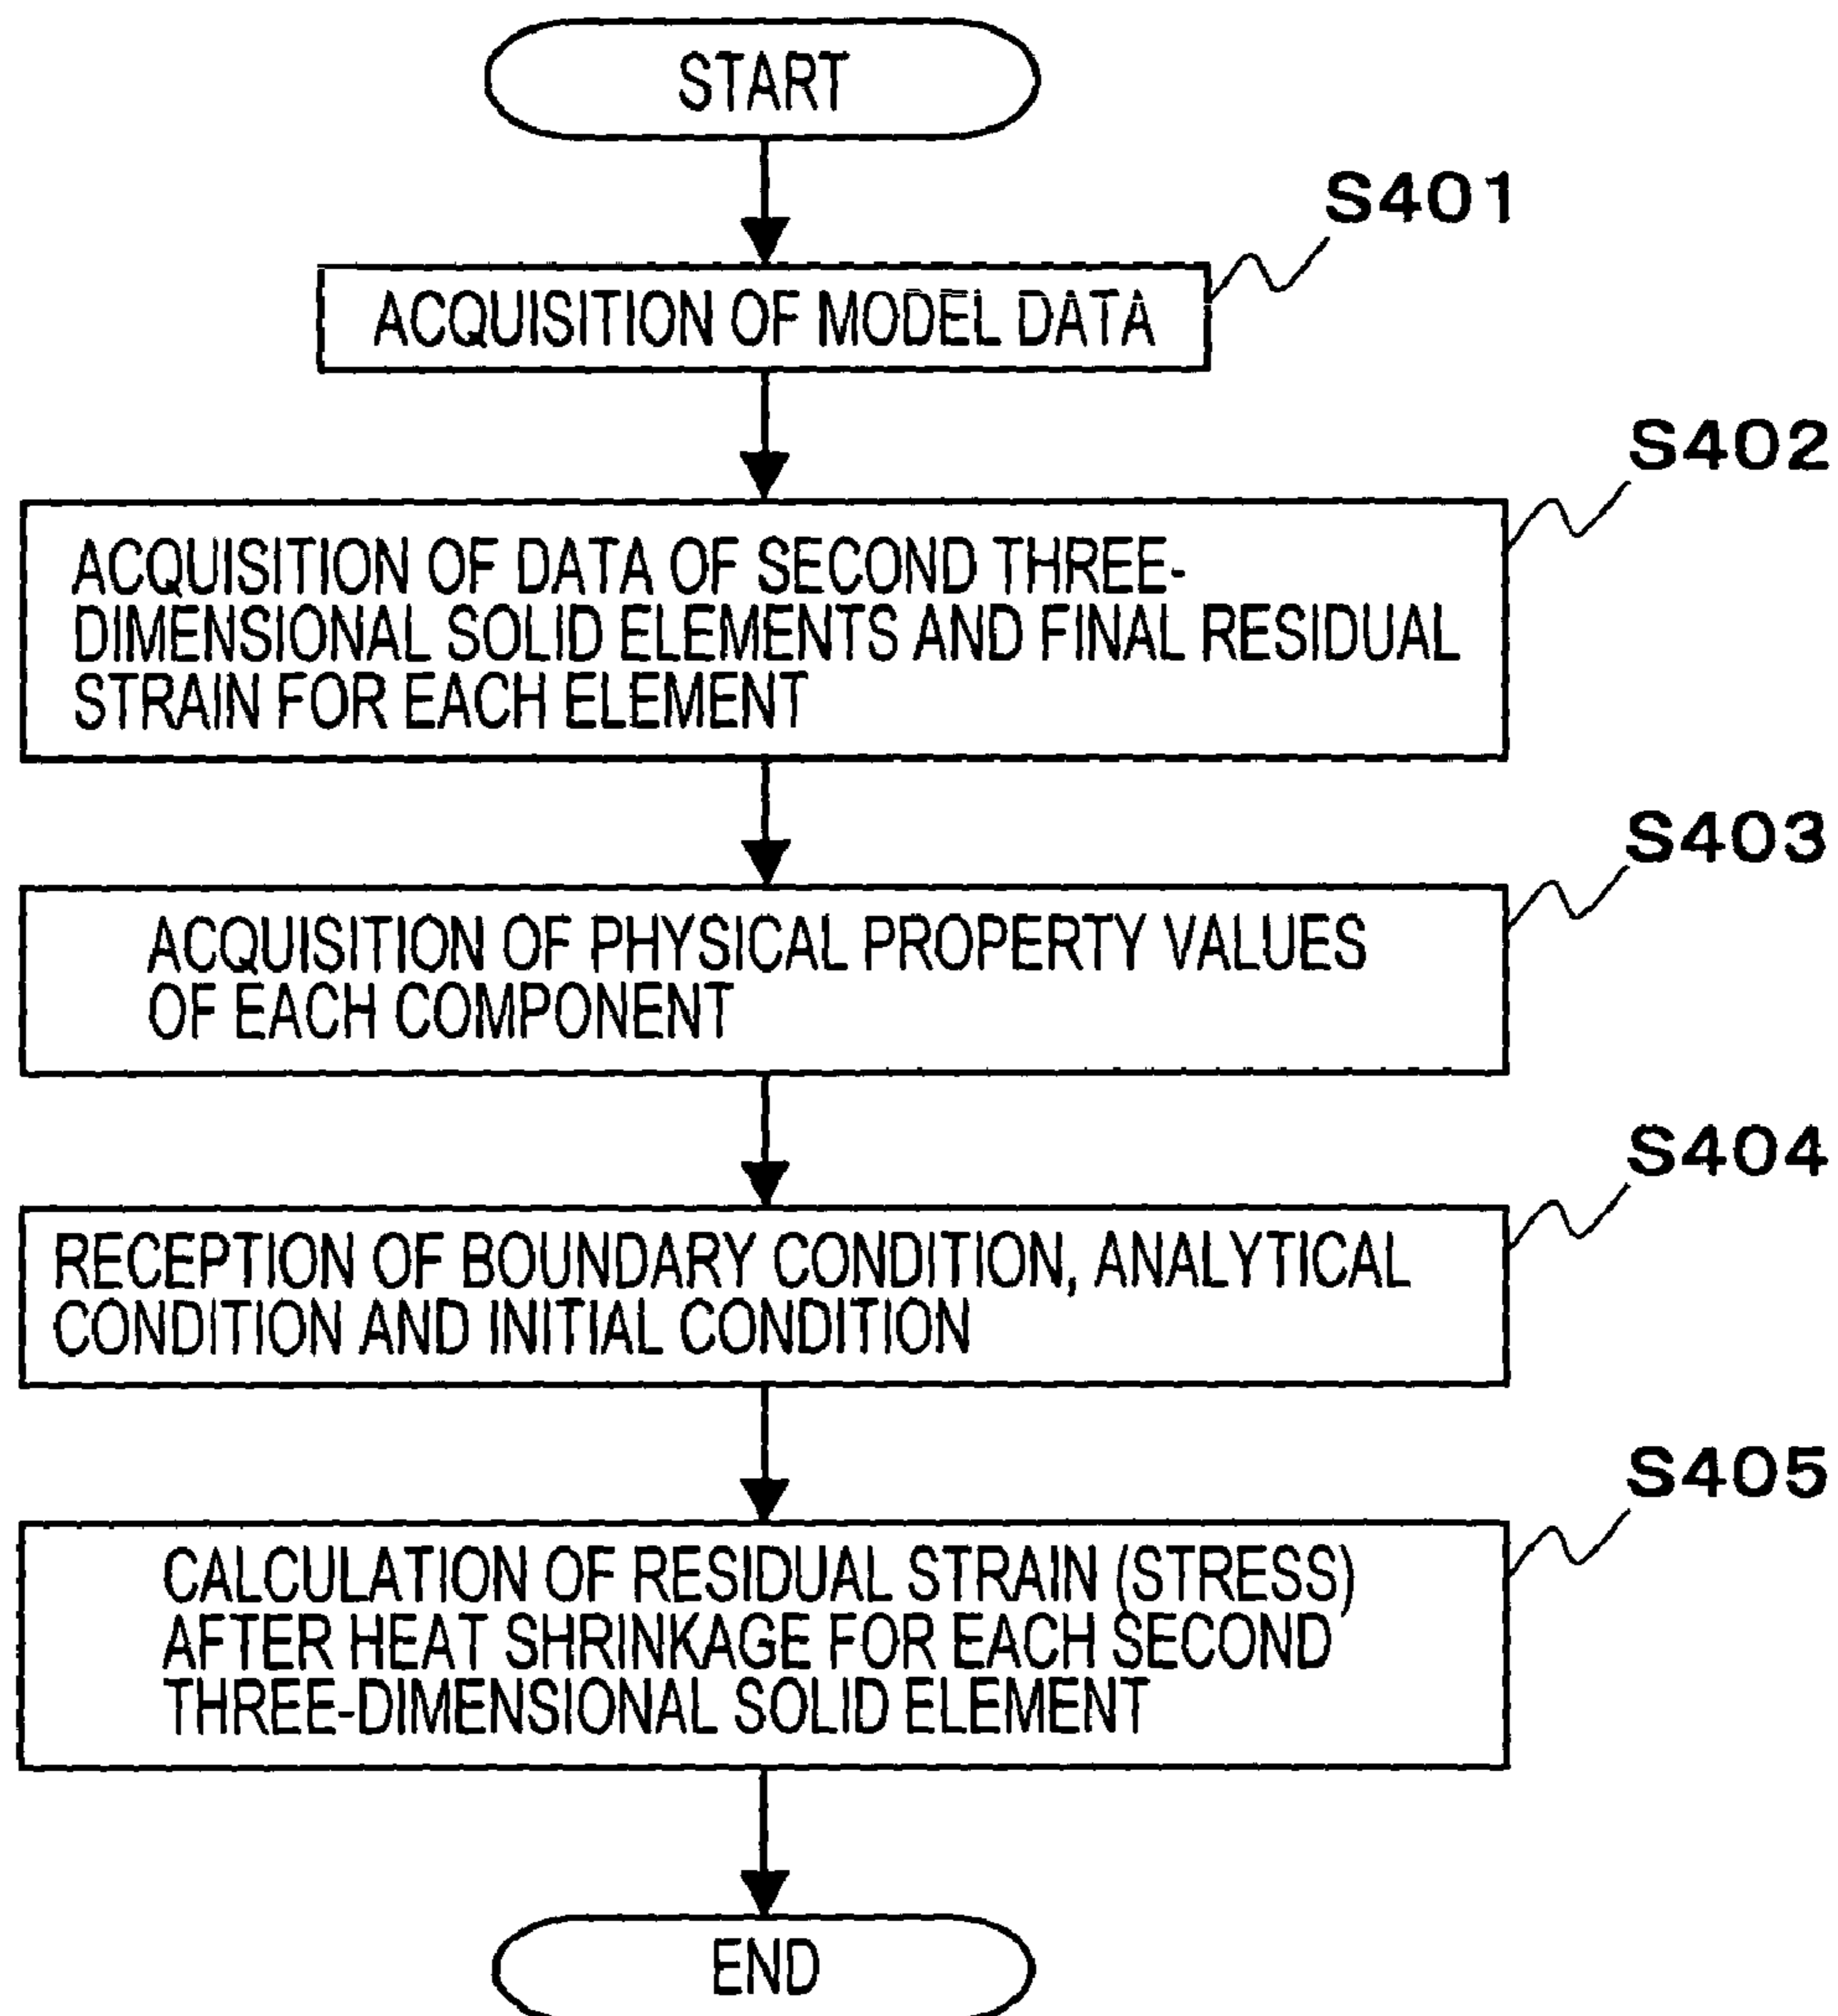 START
S401
ACQUISITION OF MODEL DATA
S402
ACQUISITION OF DATA OF SECOND THREE-
DIMENSIONAL SOLID ELEMENTS AND FINAL RESIDUAL
STRAIN FOR EACH ELEMENT
S403
ACQUISITION OF PHYSICAL PROPERTY VALUES
OF EACH COMPONENT
S404
RECEPTION OF BOUNDARY CONDITION, ANALYTICAL
CONDITION AND INITIAL CONDITION
S405
CALCULATION OF RESIDUAL STRAIN (STRESS)
AFTER HEAT SHRINKAGE FOR EACH SECOND
THREE-DIMENSIONAL SOLID ELEMENT
END